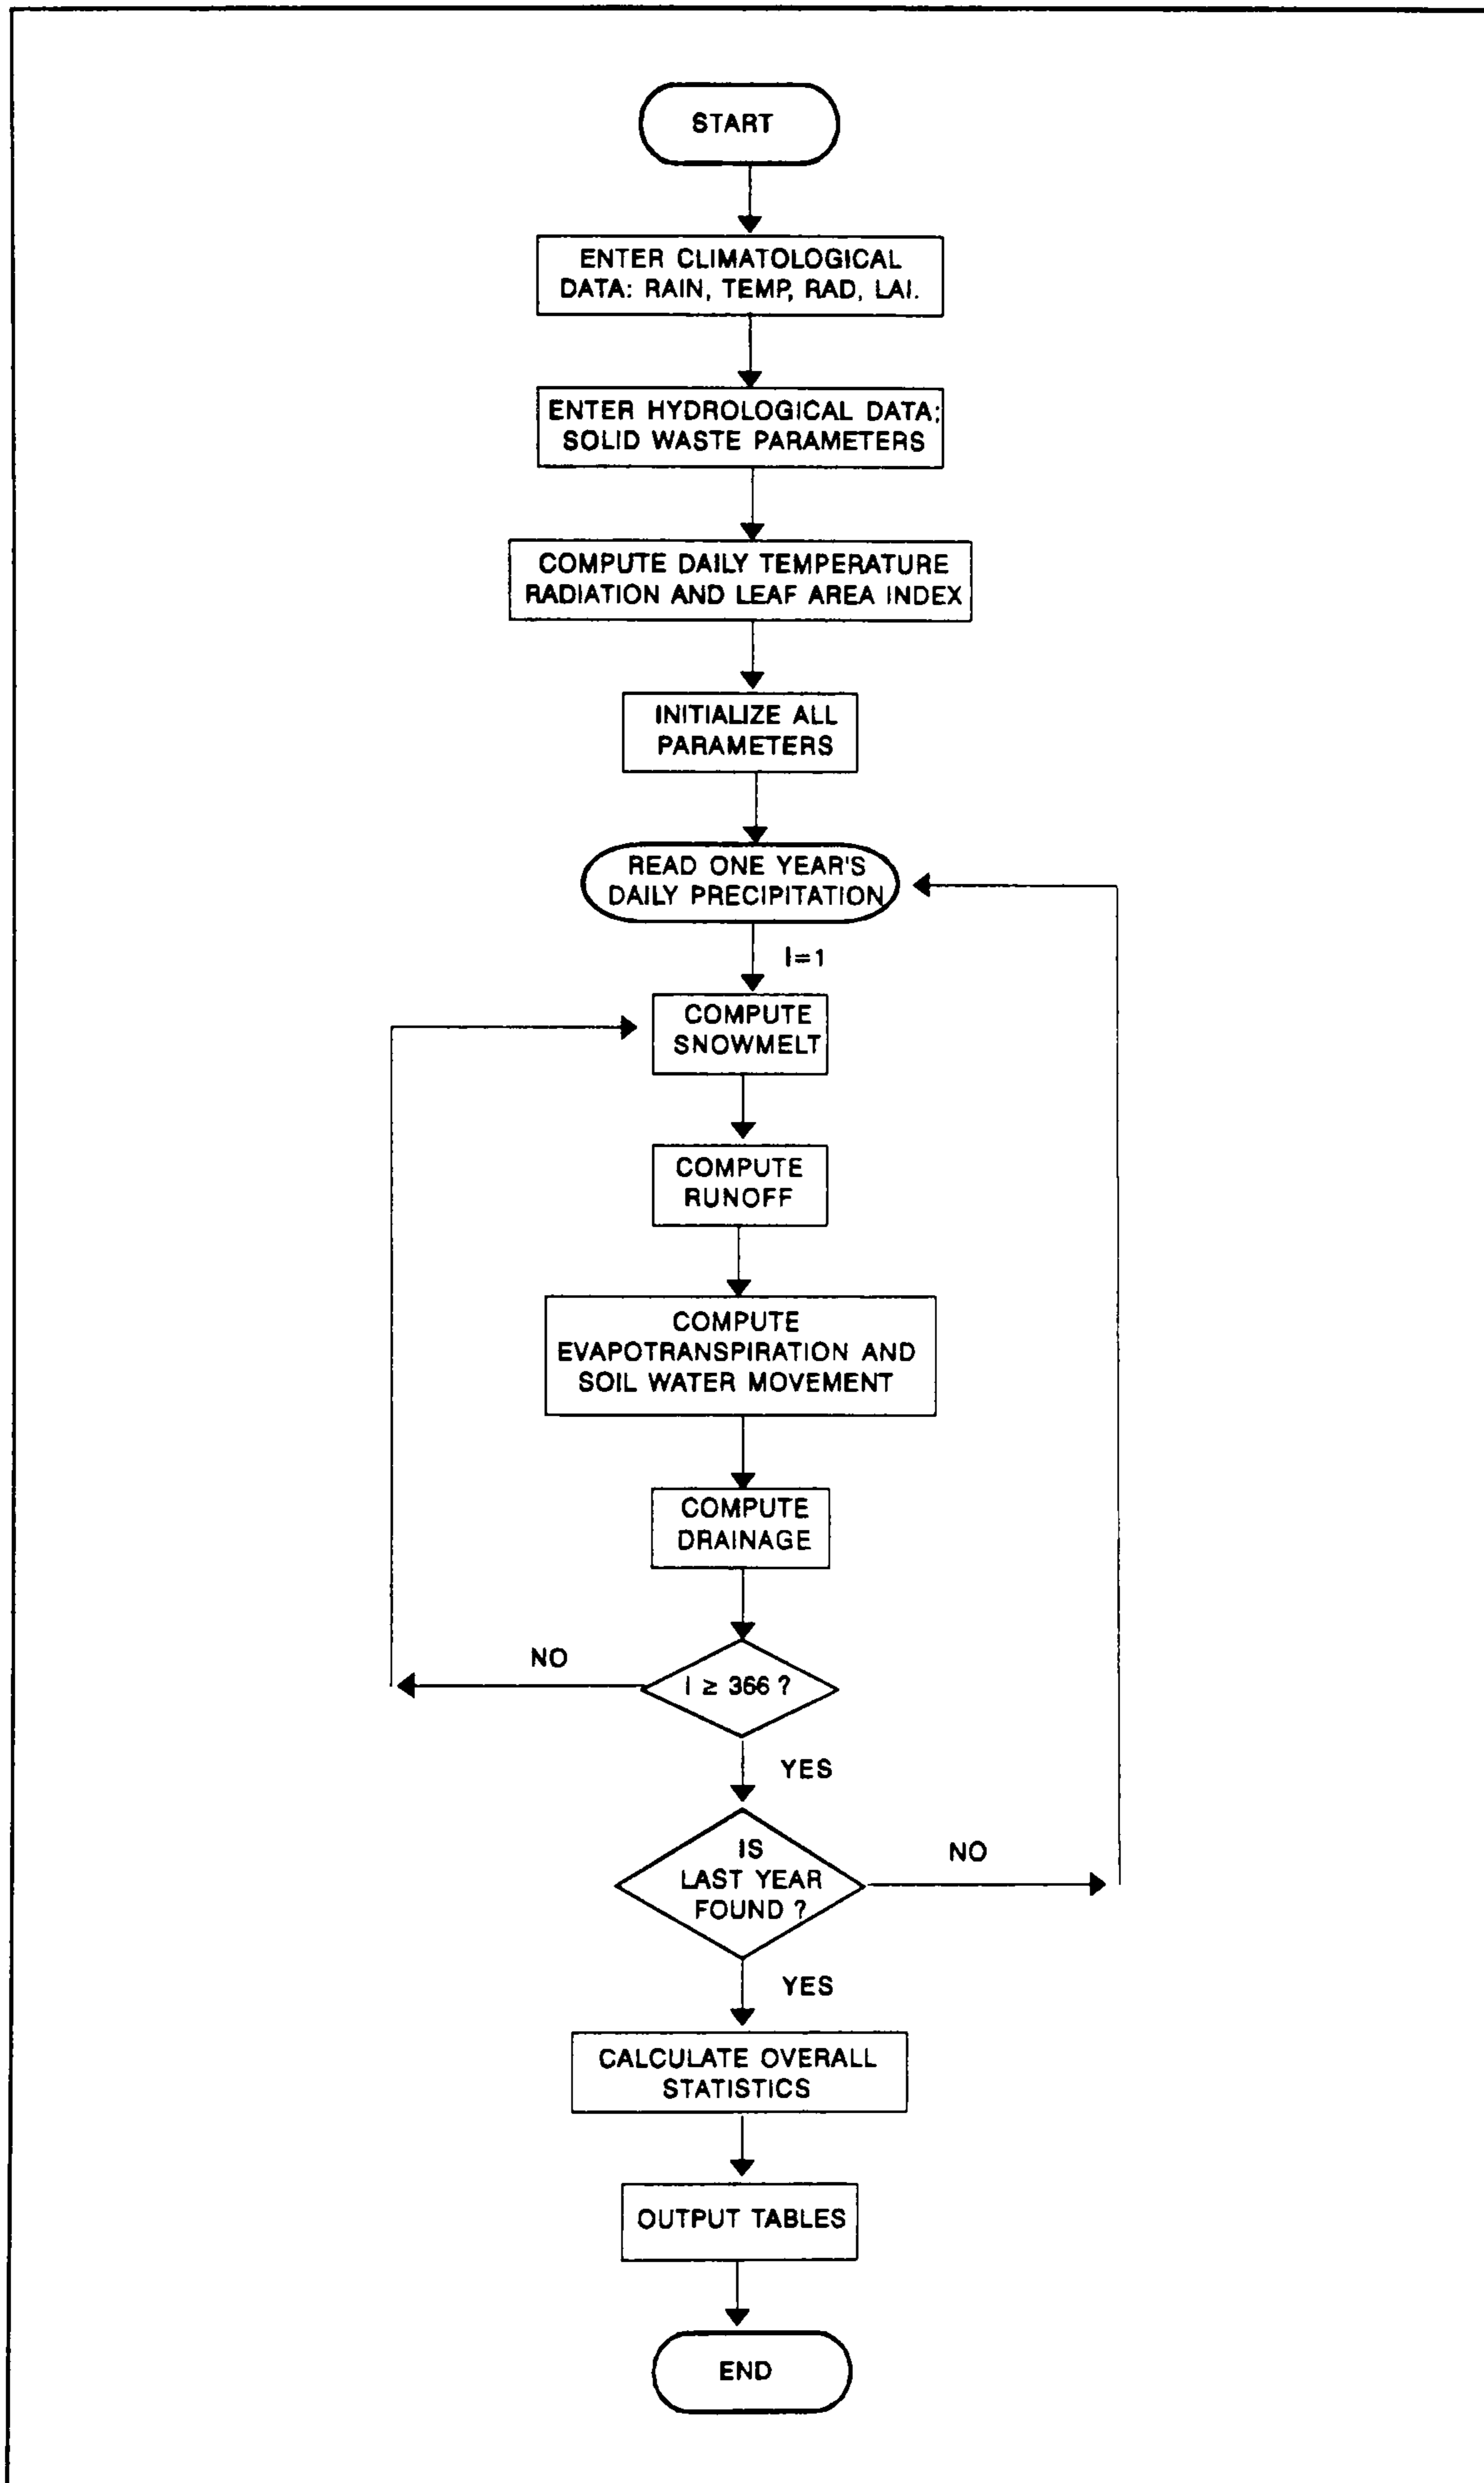 START
ENTER CLIMATOLOGICAL
DATA: RAIN, TEMP, RAD, LAI.
ENTER HYDROLOGICAL DATA;
SOLID WASTE PARAMETERS
COMPUTE DAILY TEMPERATURE
RADIATION AND LEAF AREA INDEX
INITIALIZE ALL
PARAMETERS
READ ONE YEAR'S
DAILY PRECIPITATION
I=1
COMPUTE
SNOWMELT
COMPUTE
RUNOFF
COMPUTE
EVAPOTRANSPIRATION AND
SOIL WATER MOVEMENT
COMPUTE
DRAINAGE
NO
I ≥ 366 ?
YES
IS
LAST YEAR
FOUND ?
NO
YES
CALCULATE OVERALL
STATISTICS
OUTPUT TABLES
END